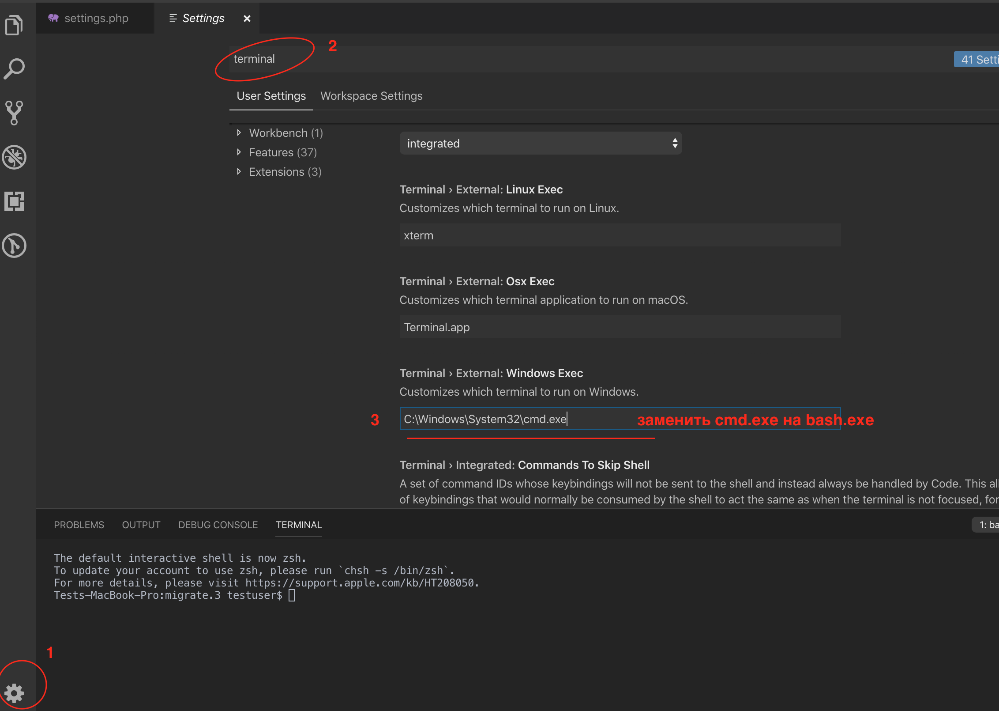 settings.php
Settings
2
terminal
41 Setti
User Settings
Workspace Settings
Workbench (1)
Features (37)
Extensions (3)
integrated
Terminal › External: Linux Exec
Customizes which terminal to run on Linux.
xterm
Terminal › External: Osx Exec
Customizes which terminal application to run on macOS.
Terminal.app
Terminal › External: Windows Exec
Customizes which terminal to run on Windows.
3
C:\Windows\System32\cmd.exe
заменить cmd.exe на bash.exe
Terminal › Integrated: Commands To Skip Shell
A set of command IDs whose keybindings will not be sent to the shell and instead always be handled by Code. This all
of keybindings that would normally be consumed by the shell to act the same as when the terminal is not focused, for
PROBLEMS
OUTPUT
DEBUG CONSOLE
TERMINAL
1: ba
The default interactive shell is now zsh.
To update your account to use zsh, please run `chsh -s /bin/zsh`.
For more details, please visit https://support.apple.com/kb/HT208050.
Tests-MacBook-Pro:migrate.3 testuser$
1